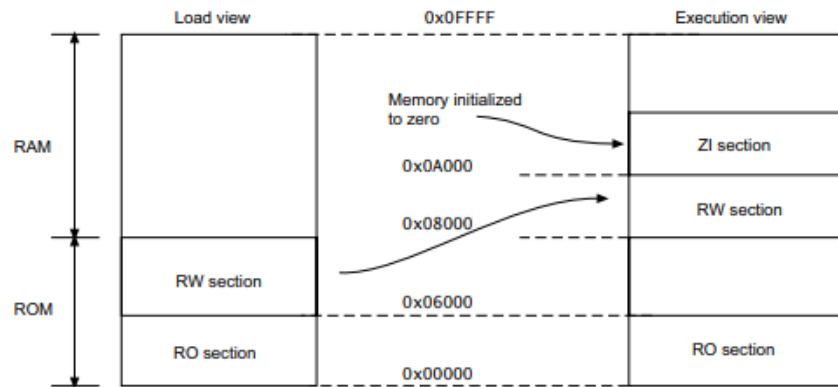 Load view
0x0FFFF
Execution view
Memory initialized
to zero
RAM
ZI section
0x0A000
RW section
0x08000
RW section
ROM
0x06000
RO section
RO section
0x00000